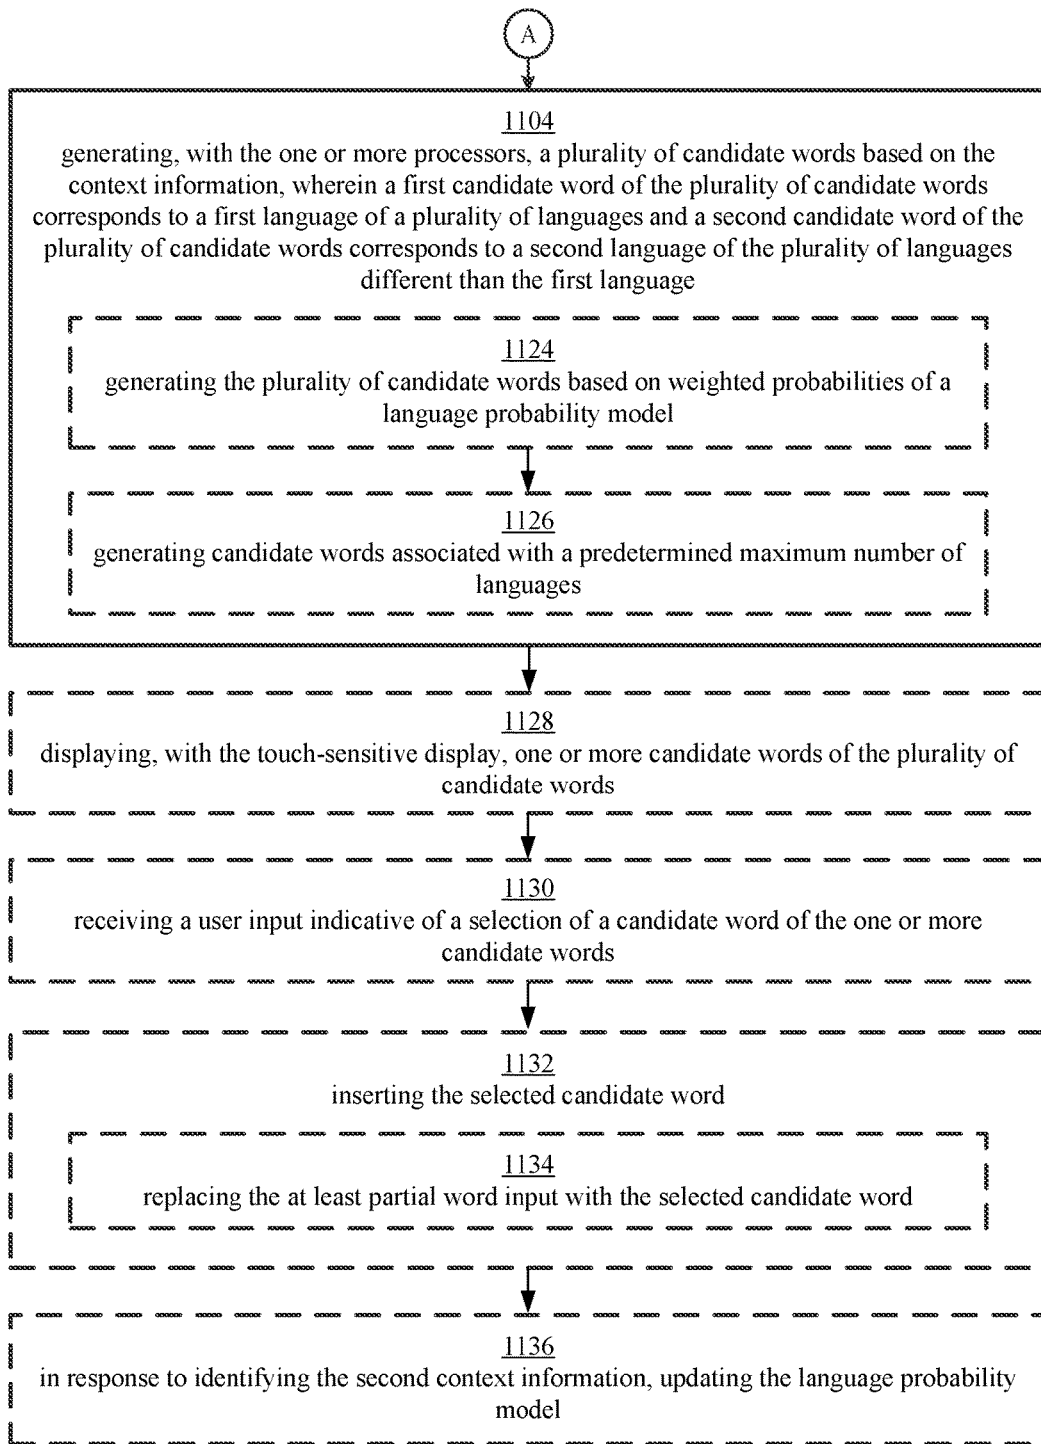 A
1104
generating, with the one or more processors, a plurality of candidate words based on the
context information, wherein a first candidate word of the plurality of candidate words
corresponds to a first language of a plurality of languages and a second candidate word of the
plurality of candidate words corresponds to a second language of the plurality of languages
different than the first language
1124
generating the plurality of candidate words based on weighted probabilities of a
language probability model
1126
generating candidate words associated with a predetermined maximum number of
languages
1128
displaying, with the touch-sensitive display, one or more candidate words of the plurality of
candidate words
1130
receiving a user input indicative of a selection of a candidate word of the one or more
candidate words
1132
inserting the selected candidate word
1134
replacing the at least partial word input with the selected candidate word
1136
in response to identifying the second context information, updating the language probability
model